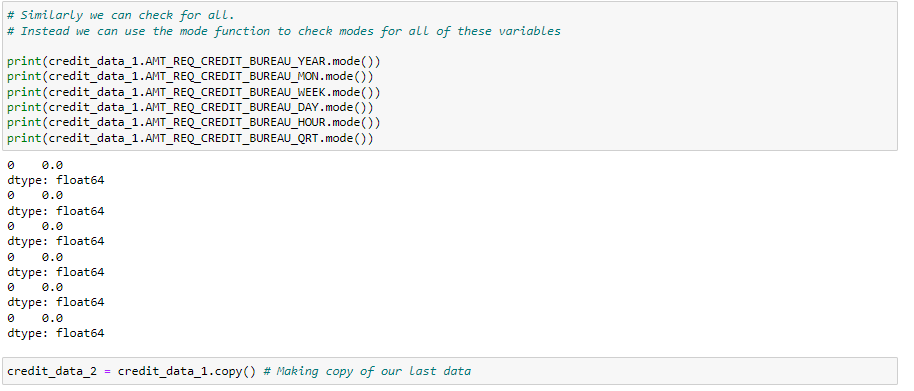 # Similarly we can check for all.
# Instead we can use the mode function to check modes for all of these variables
print(credit_data_1.AMT_REQ_CREDIT_BUREAU_YEAR.mode())
print(credit_data_1.AMT_REQ_CREDIT_BUREAU_MON.mode())
print(credit_data_1.AMT_REQ_CREDIT_BUREAU_WEEK.mode())
print(credit_data_1.AMT_REQ_CREDIT_BUREAU_DAY.mode())
print(credit_data_1.AMT_REQ_CREDIT_BUREAU_HOUR.mode())
print(credit_data_1.AMT_REQ_CREDIT_BUREAU_QRT.mode())
0    0.0
dtype: float64
0    0.0
dtype: float64
0    0.0
dtype: float64
0    0.0
dtype: float64
0    0.0
dtype: float64
0    0.0
dtype: float64
credit_data_2 = credit_data_1.copy() # Making copy of our last data